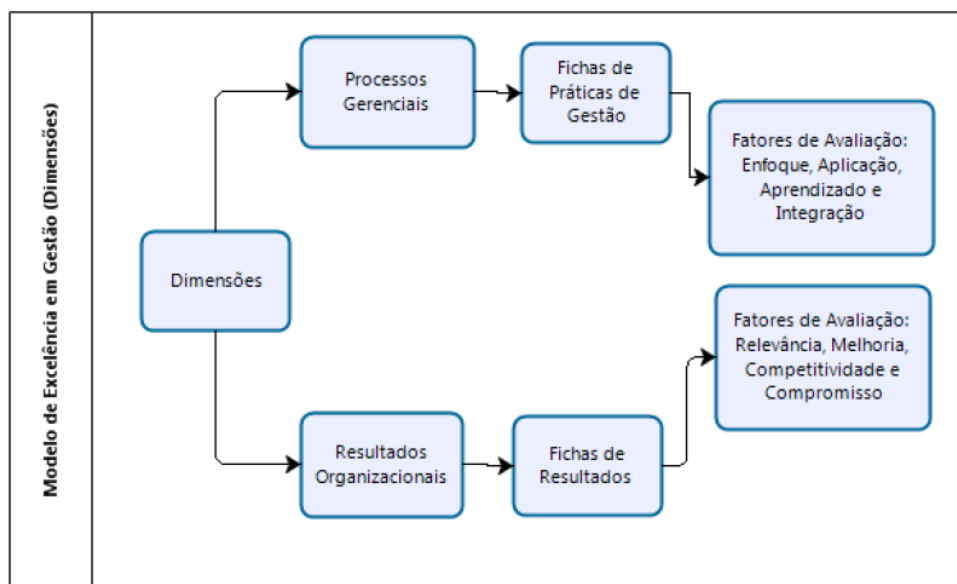 Modelo de Excelência em Gestão (Dimensões)
Dimensões
Processos
Gerenciais
Fichas de
Práticas de
Gestão
Fatores de Avaliação:
Enfoque, Aplicação,
Aprendizado e
Integração
Resultados
Organizacionais
Fichas de
Resultados
Fatores de Avaliação:
Relevância, Melhoria,
Competitividade e
Compromisso